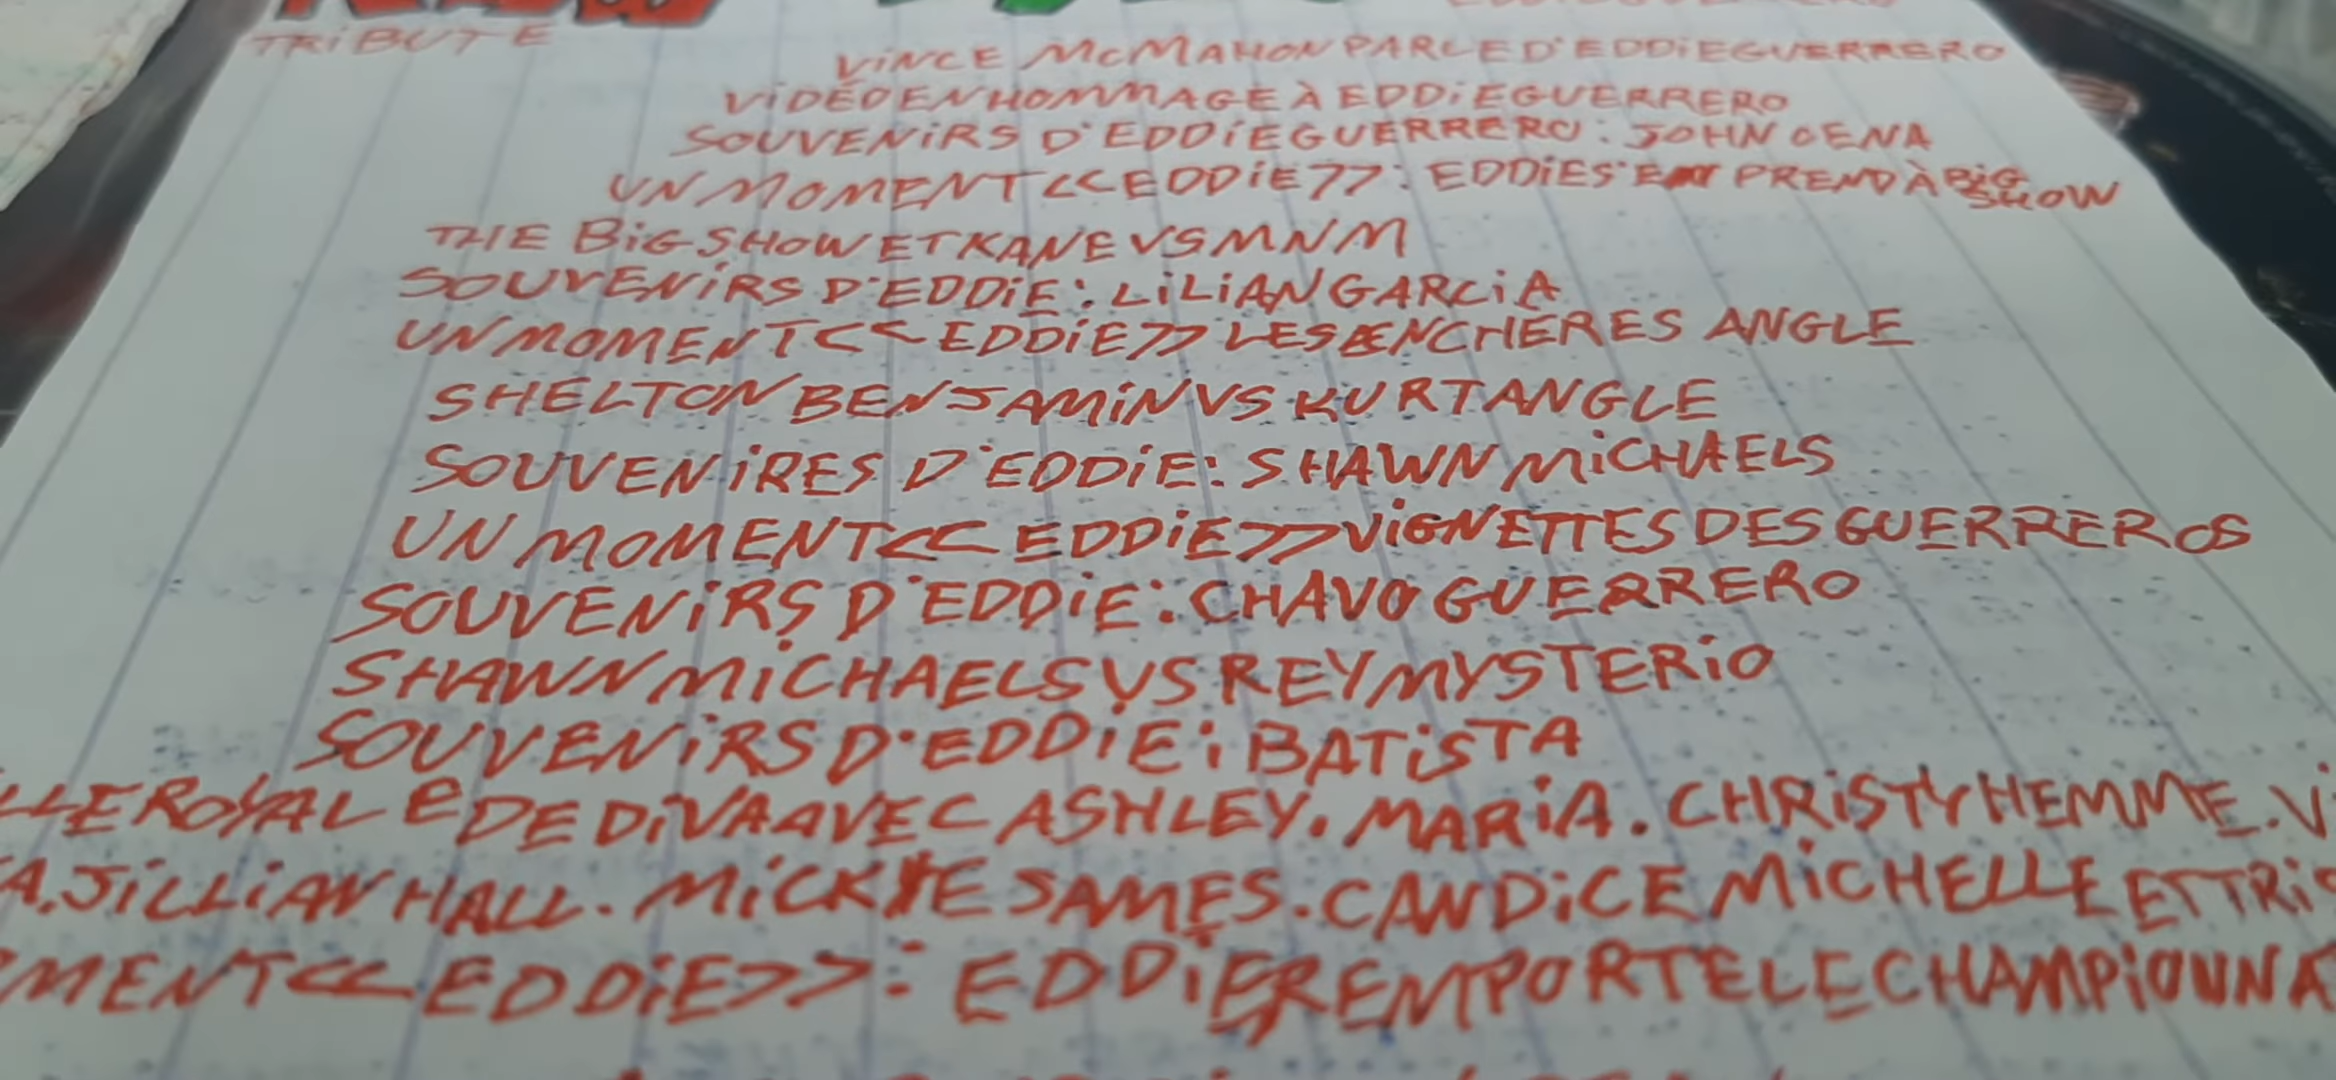 TRIBUTE
VINCE McMAHON PARLE D'EDDIE GUERRERO
VIDEO EN HOMMAGE À EDDIE GUERRERO
SOUVENIRS D'EDDIE GUERRERO : JOHN CENA
UN MOMENT <<EDDIE>> : EDDIE S'E PREND À BIG SHOW
THE BIG SHOW ET KANE VS MNM
SOUVENIRS D'EDDIE : LILIAN GARCIA
UN MOMENT <<EDDIE>> LES ENCHÈRES ANGLE
SHELTON BENJAMIN VS KURT ANGLE
SOUVENIRES D'EDDIE : SHAWN MICHAELS
UN MOMENT <<EDDIE>> VIGNETTES DES GUERREROS
SOUVENIRS D'EDDIE : CHAVO GUERRERO
SHAWN MICHAELS VS REY MYSTERIO
SOUVENIRS D'EDDIE : BATISTA
LLE ROYALE DE DIVA AVEC ASHLEY. MARIA. CHRISTY HEMME. VI
A. JILLIAN HALL. MICKIE JAMES. CANDICE MICHELLE ET TRIS
MENT <<EDDIE>> : EDDIE REMPORTE LE CHAMPIONNA